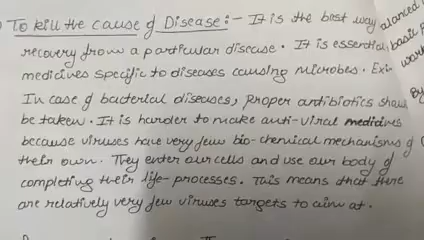 To kill the cause of Disease :- It is the best way
recovery from a particular disease. It is essential
medicines specific to diseases causing microbes.
In case of bacterial diseases, proper antibiotics
be taken. It is harder to make anti-viral medicines
because viruses have very few bio-chemical mechanisms of
their own. They enter our cells and use our body
completing their life-processes. This means that there
are relatively very few viruses targets to aim at.
alanced
basic
work
By